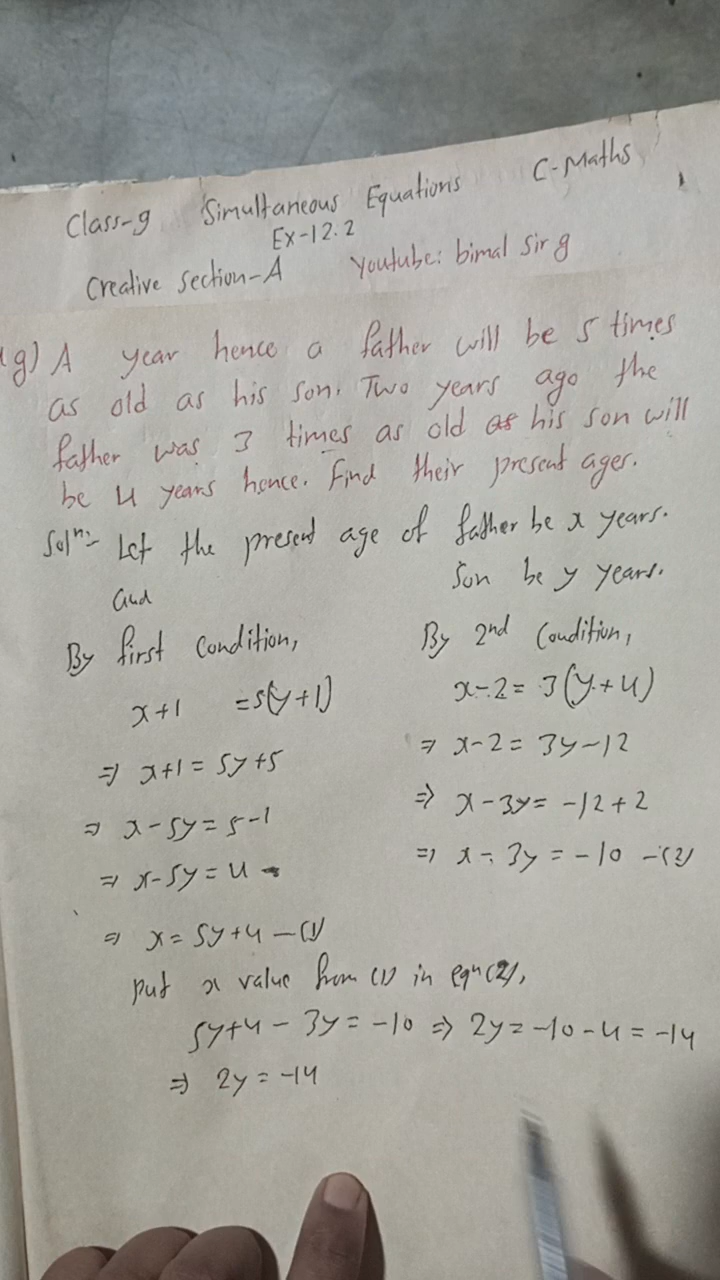 Class-9 Simultaneous Equations C-Maths
Ex-12.2
Creative Section-A Youtube: bimal sir g
g) A year hence a father will be 5 times
as old as his son. Two years ago the
father was 3 times as old as his son will
be 4 years hence. Find their present ages.
Solⁿ:- Let the present age of father be x years.
and Son be y years.
By first condition, By 2nd Condition,
x+1 =5(y+1) x-2= 3(y+4)
⇒ x+1= 5y+5 ⇒ x-2= 3y-12
⇒ x-5y= 5-1 ⇒ x-3y= -12+2
⇒ x-5y= 4 - ⇒ x-3y= -10 -(2)
⇒ x= 5y+4 -(1)
put x value from (1) in eqn(2),
5y+4- 3y= -10 ⇒ 2y= -10-4= -14
⇒ 2y= -14